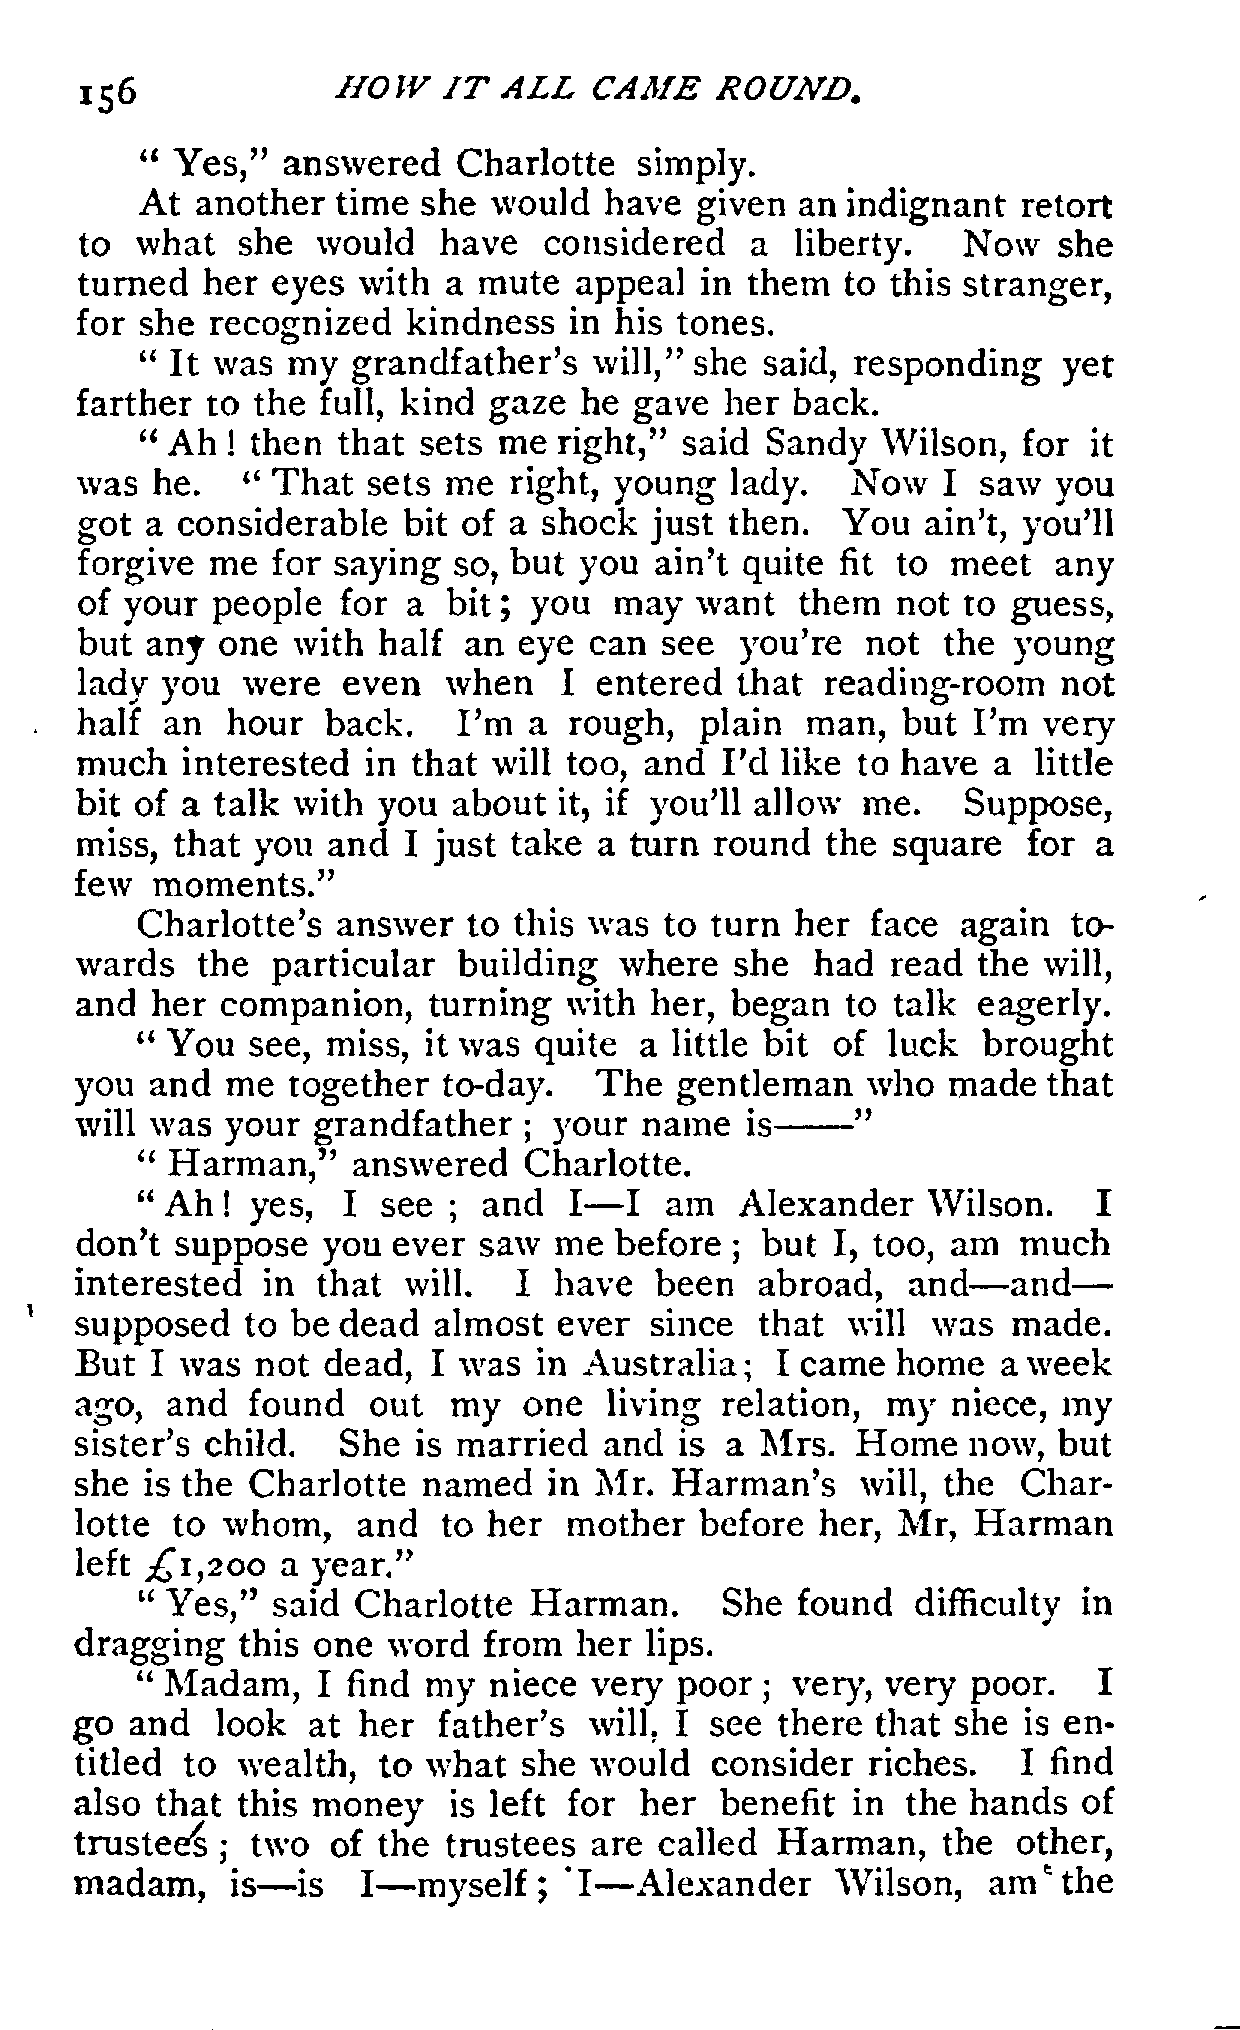 156 HOW IT ALL CAME ROUND.
“ Yes,” answered Charlotte simply.
At another time she would have given an indignant retort
to what she would have considered a liberty. Now she
turned her eyes with a mute appeal in them to this stranger,
for she recognized kindness in his tones.
“ It was my grandfather's will,” she said, responding yet
farther to the full, kind gaze he gave her back.
“ Ah ! then that sets me right,” said Sandy Wilson, for it
was he. “ That sets me right, young lady. Now I saw you
got a considerable bit of a shock just then. You ain't, you'll
forgive me for saying so, but you ain't quite fit to meet any
of your people for a bit ; you may want them not to guess,
but any one with half an eye can see you're not the young
lady you were even when I entered that reading-room not
half an hour back. I'm a rough, plain man, but I'm very
much interested in that will too, and I'd like to have a little
bit of a talk with you about it, if you'll allow me. Suppose,
miss, that you and I just take a turn round the square for a
few moments.”
Charlotte's answer to this was to turn her face again to-
wards the particular building where she had read the will,
and her companion, turning with her, began to talk eagerly.
“ You see, miss, it was quite a little bit of luck brought
you and me together to-day. The gentleman who made that
will was your grandfather ; your name is——”
“ Harman,” answered Charlotte.
“ Ah ! yes, I see ; and I—I am Alexander Wilson. I
don't suppose you ever saw me before ; but I, too, am much
interested in that will. I have been abroad, and—and—
supposed to be dead almost ever since that will was made.
But I was not dead, I was in Australia ; I came home a week
ago, and found out my one living relation, my niece, my
sister's child. She is married and is a Mrs. Home now, but
she is the Charlotte named in Mr. Harman's will, the Char-
lotte to whom, and to her mother before her, Mr, Harman
left £1,200 a year.”
“ Yes,” said Charlotte Harman. She found difficulty in
dragging this one word from her lips.
“ Madam, I find my niece very poor ; very, very poor. I
go and look at her father's will, I see there that she is en-
titled to wealth, to what she would consider riches. I find
also that this money is left for her benefit in the hands of
trustees ; two of the trustees are called Harman, the other,
madam, is—is I—myself ; I—Alexander Wilson, am the